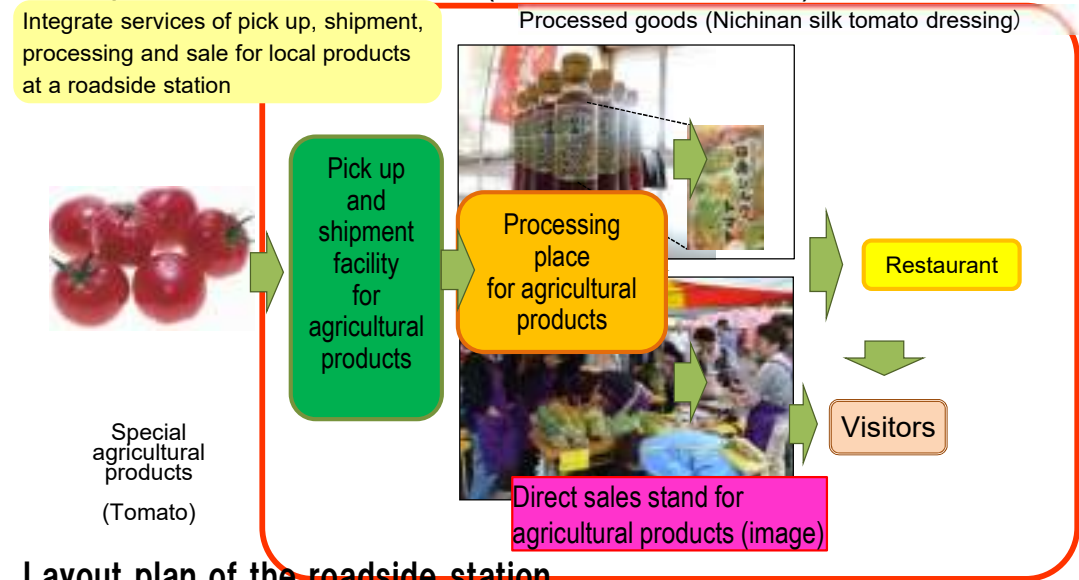 Integrate services of pick up, shipment,
processing and sale for local products
at a roadside station
Processed goods (Nichinan silk tomato dressing)
Pick up
and
shipment
facility
for
agricultural
products
Processing
place
for agricultural
products
Restaurant
Visitors
Special
agricultural
products
(Tomato)
Direct sales stand for
agricultural products (image)
Layout plan of the roadside station